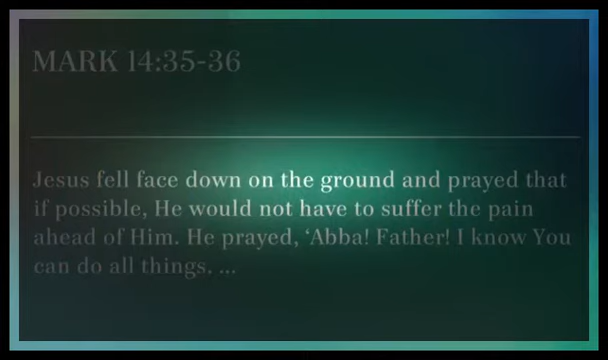 MARK 14:35-36
Jesus fell face down on the ground and prayed that
if possible, He would not have to suffer the pain
ahead of Him. He prayed, ‘Abba! Father! I know You
can do all things. ...